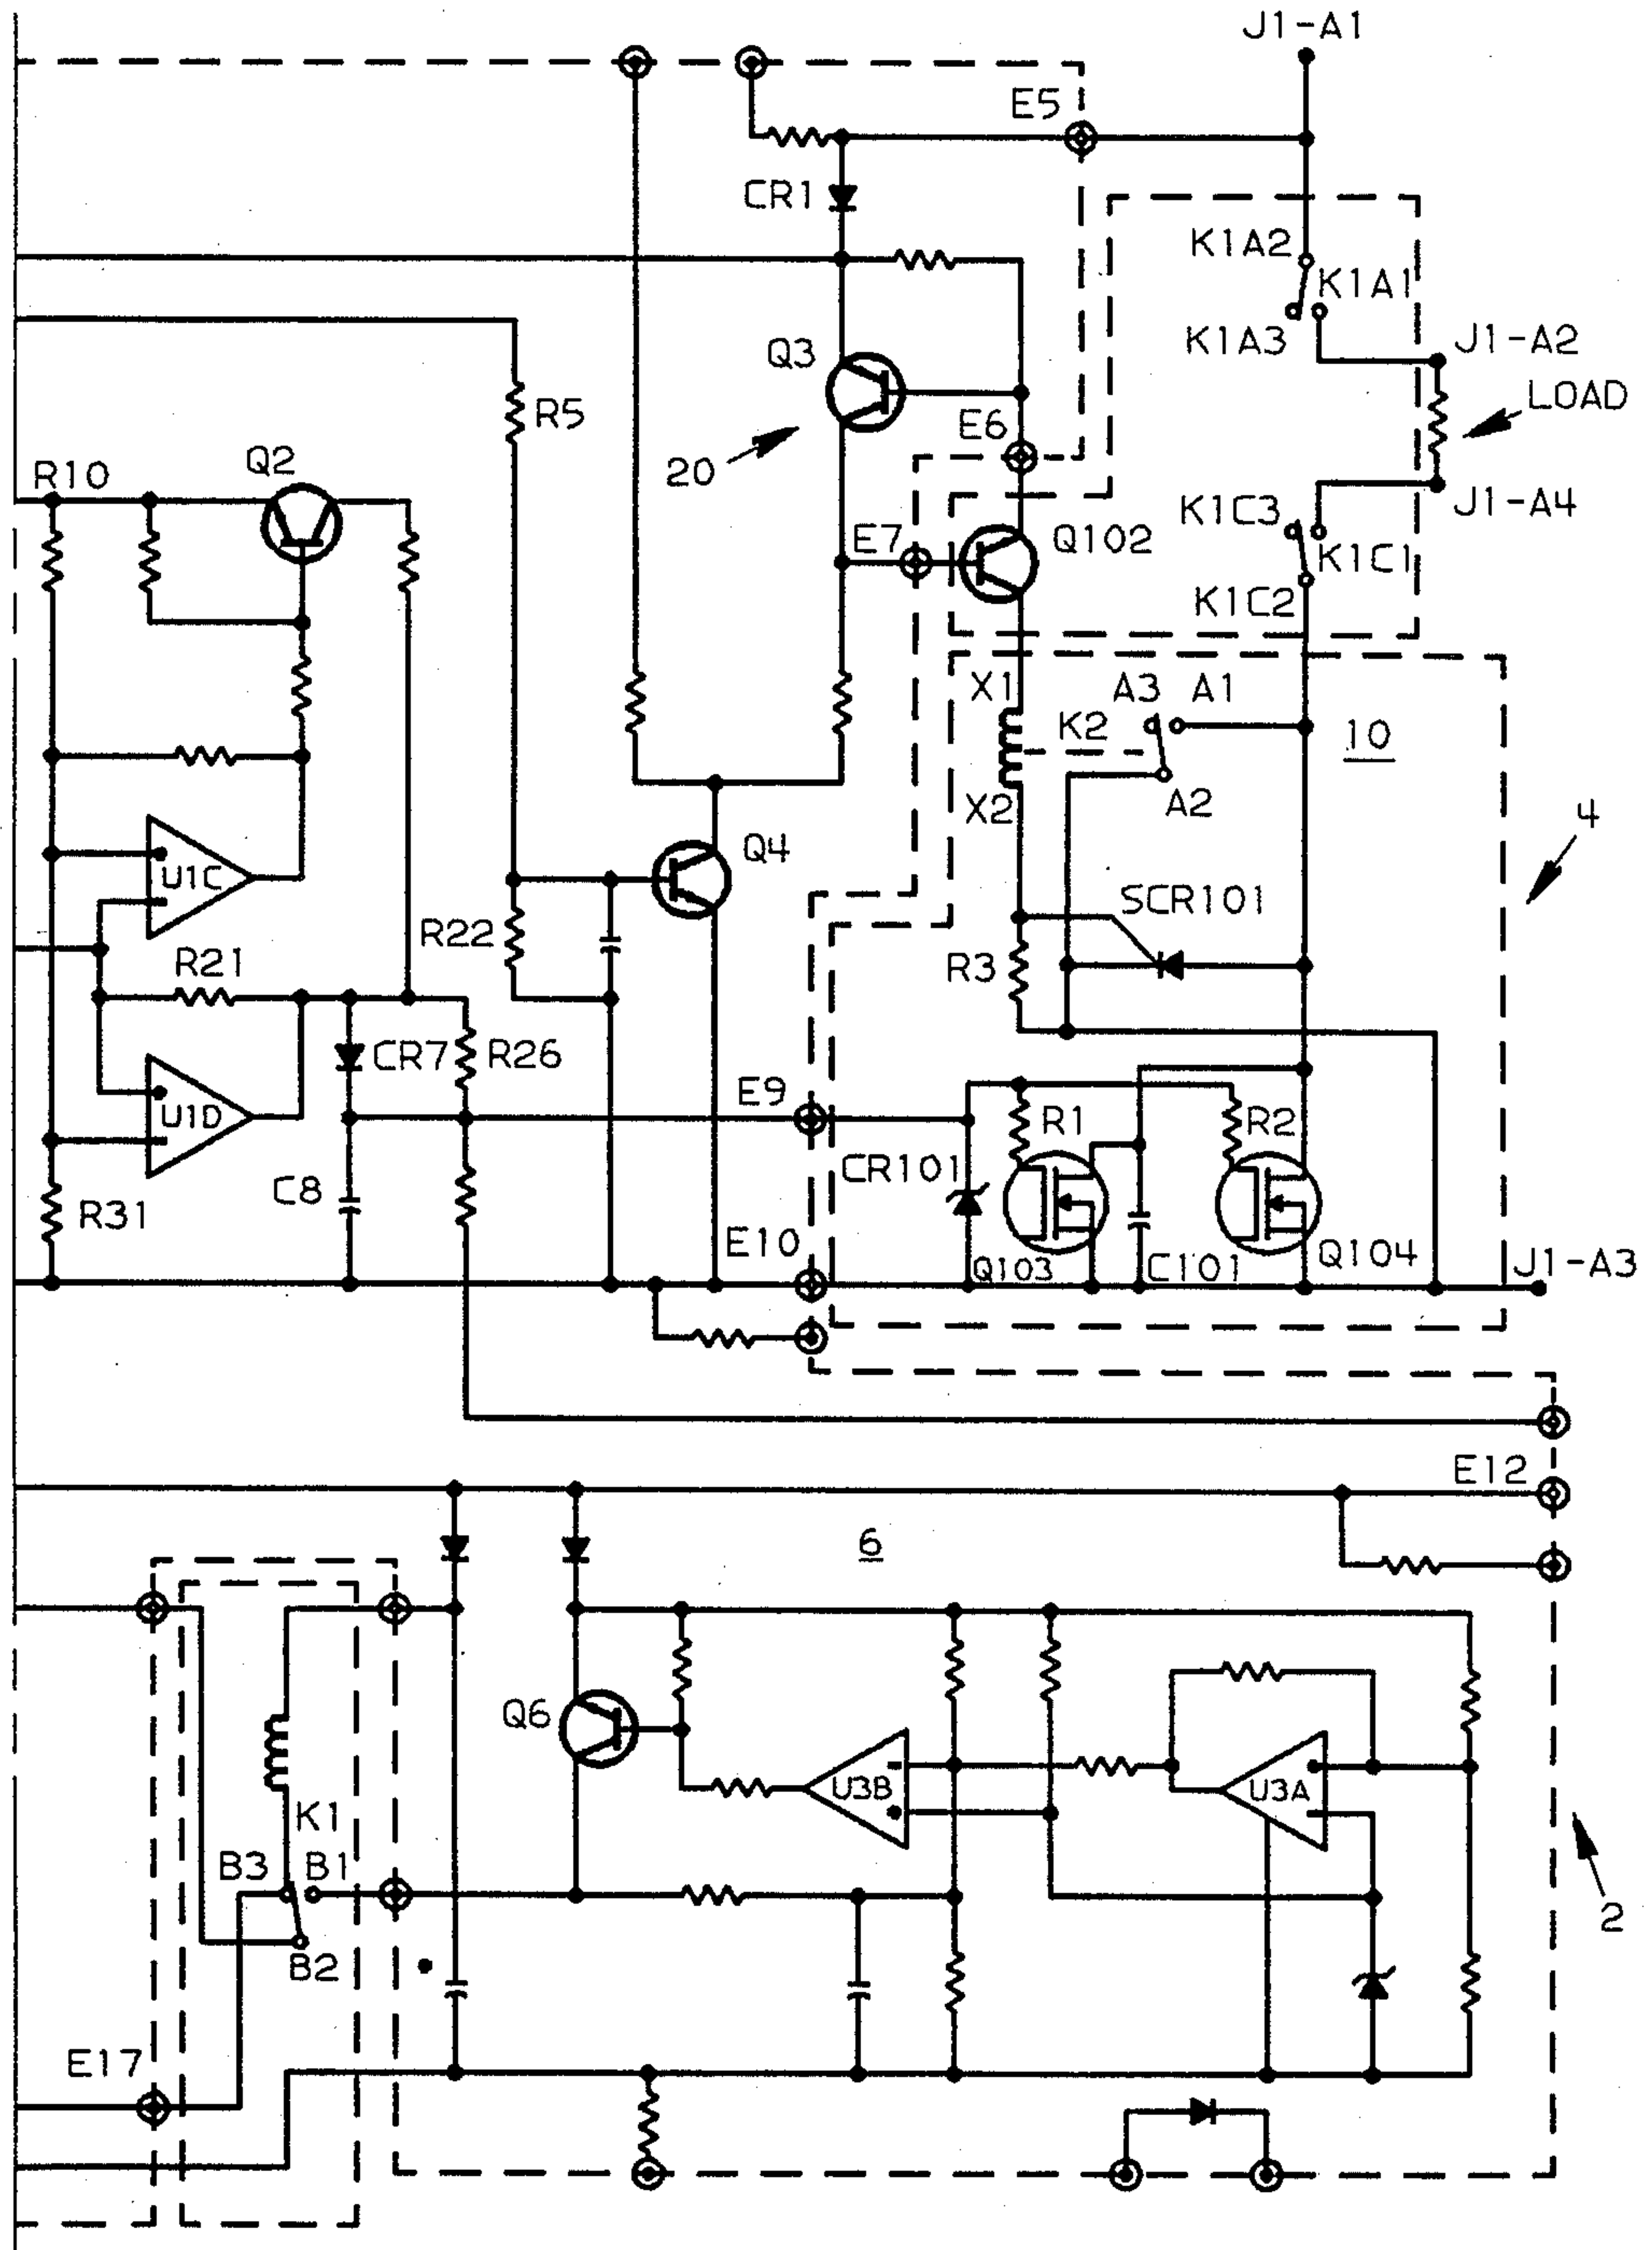 J1-A1
E5
CR1
K1A2
K1A1
K1A3
J1-A2
Q3
R5
LOAD
E6
20
R10
Q2
K1C3
J1-A4
E7
Q102
K1C1
K1C2
X1
A3
A1
K2
10
X2
A2
4
Q4
U1C
SCR101
R22
R21
R3
CR7
R26
E9
R1
R2
U1D
CR101
C8
R31
E10
Q103
C101
Q104
J1-A3
E12
6
Q6
U3B
U3A
K1
B3
B1
2
B2
E17